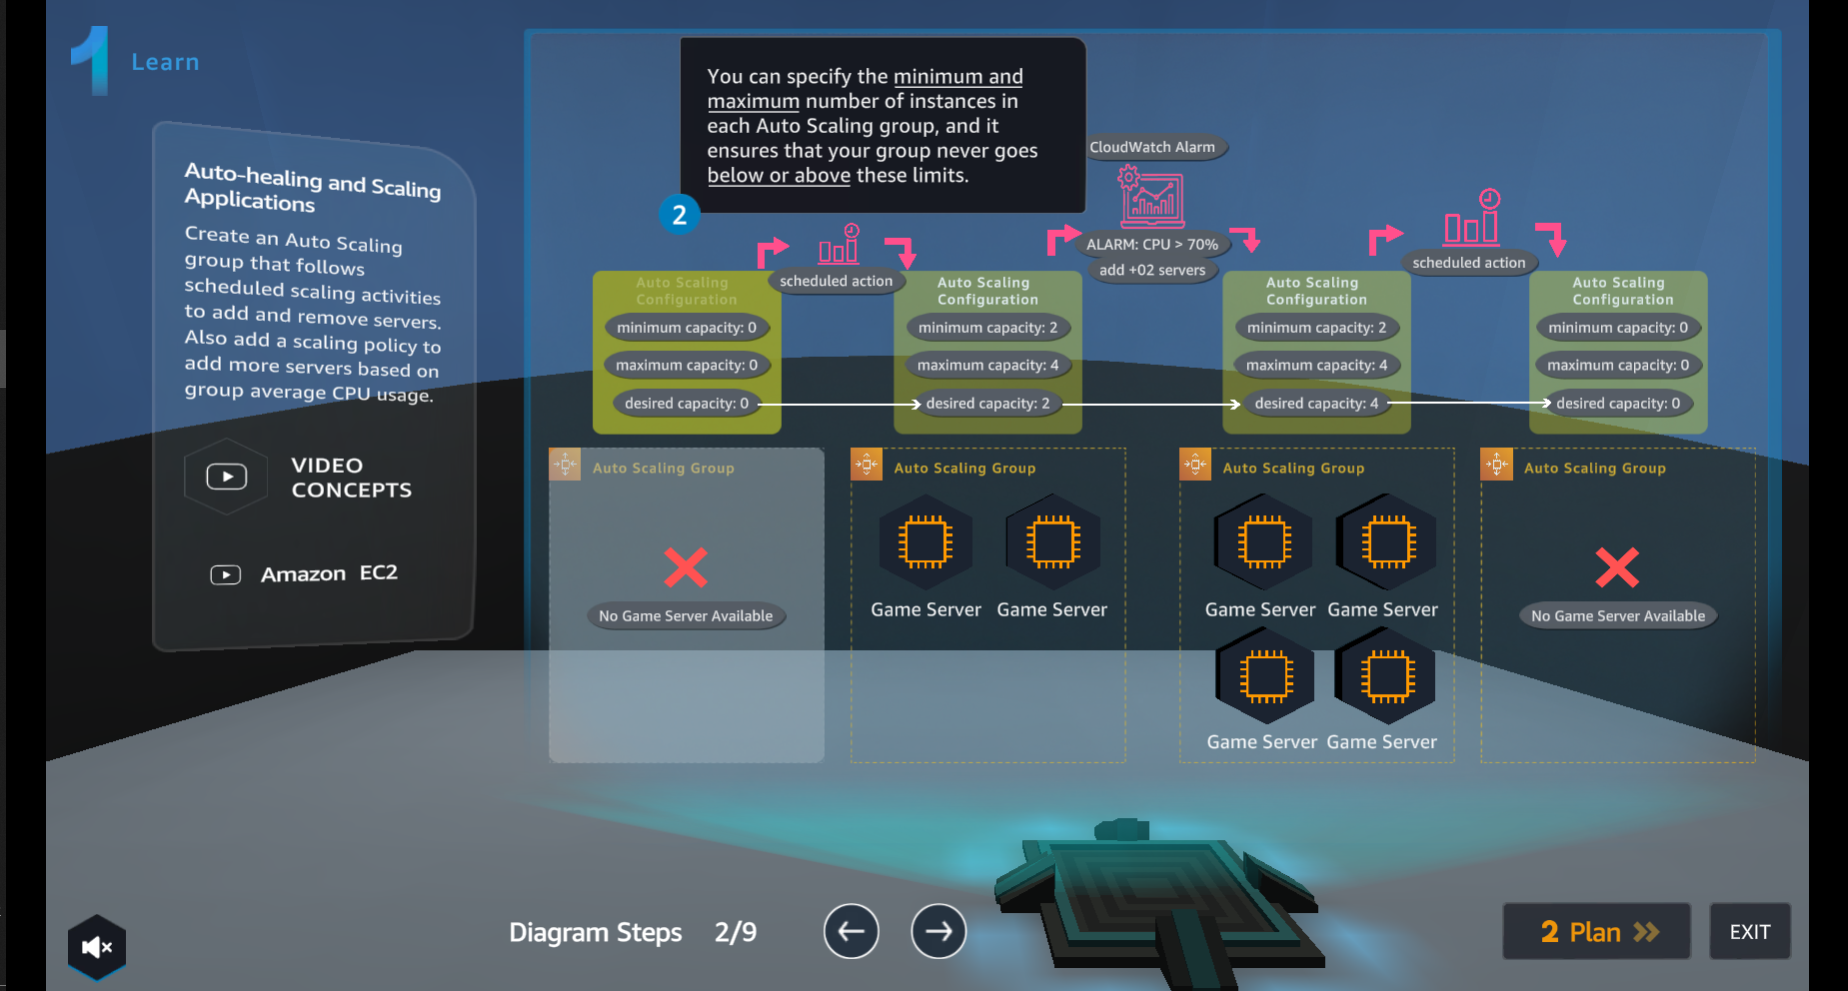 1 Learn
Auto-healing and Scaling
Applications
Create an Auto Scaling
group that follows
scheduled scaling activities
to add and remove servers.
Also add a scaling policy to
add more servers based on
group average CPU usage.
VIDEO
CONCEPTS
Amazon EC2
You can specify the minimum and
maximum number of instances in
each Auto Scaling group, and it
ensures that your group never goes
below or above these limits.
2
CloudWatch Alarm
ALARM: CPU > 70%
add +02 servers
scheduled action
scheduled action
Auto Scaling
Configuration
minimum capacity: 0
maximum capacity: 0
desired capacity: 0
Auto Scaling
Configuration
minimum capacity: 2
maximum capacity: 4
desired capacity: 2
Auto Scaling
Configuration
minimum capacity: 2
maximum capacity: 4
desired capacity: 4
Auto Scaling
Configuration
minimum capacity: 0
maximum capacity: 0
desired capacity: 0
Auto Scaling Group
No Game Server Available
Auto Scaling Group
Game Server Game Server
Auto Scaling Group
Game Server Game Server
Game Server Game Server
Auto Scaling Group
No Game Server Available
Diagram Steps 2/9
2 Plan
EXIT